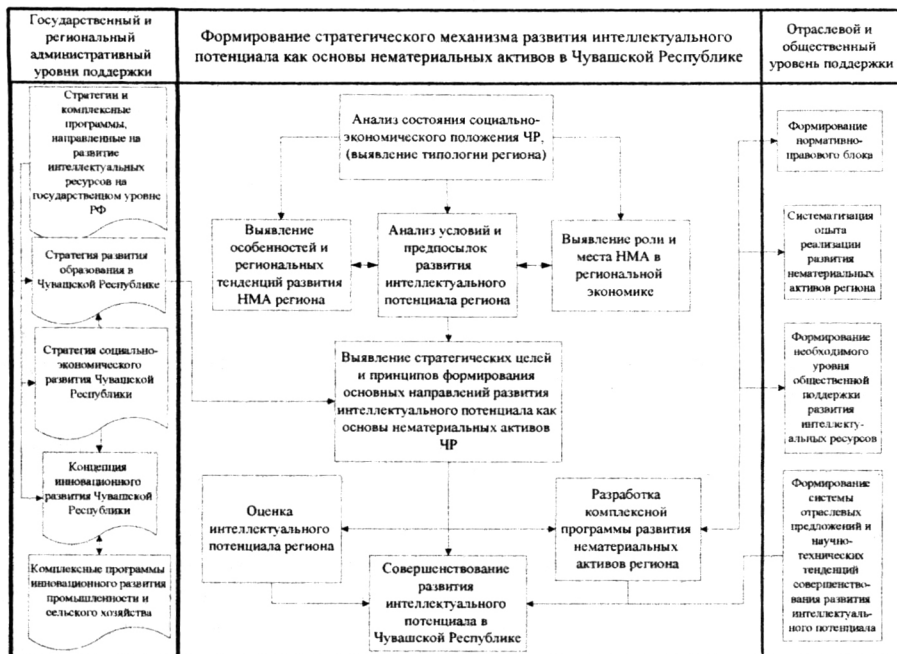 Государственный и
региональный
административный
уровни поддержки
Формирование стратегического механизма развития интеллектуального
потенциала как основы нематериальных активов в Чувашской Республике
Отраслевой и
общественный
уровень поддержки
Стратегии и
комплексные
программы,
направленные на
развитие
интеллектуальных
ресурсов на
государственном уровне
РФ
Стратегия развития
образования в
Чувашской Республике
Стратегия социально-
экономического
развития Чувашской
Республики
Концепция
инновационного
развития Чувашской
Республики
Комплексные программы
инновационного развития
промышленности и
сельского хозяйства
Анализ состояния социально-
экономического положения ЧР,
(выявление типологии региона)
Выявление
особенностей и
региональных
тенденций развития
НМА региона
Анализ условий и
предпосылок
развития
интеллектуального
потенциала региона
Выявление роли и
места НМА в
региональной
экономике
Выявление стратегических целей
и принципов формирования
основных направлений развития
интеллектуального потенциала как
основы нематериальных активов
ЧР
Оценка
интеллектуального
потенциала региона
Разработка
комплексной
программы развития
нематериальных
активов региона
Совершенствование
развития
интеллектуального
потенциала в
Чувашской Республике
Формирование
нормативно-
правового блока
Систематизация
опыта
реализации
развития
нематериальных
активов региона
Формирование
необходимого
уровня
общественной
поддержки
развития
интеллекту-
альных ресурсов
Формирование
системы
отраслевых
предложений и
научно-
технических
тенденций
совершенство-
вания развития
интеллектуаль-
ного потенциала